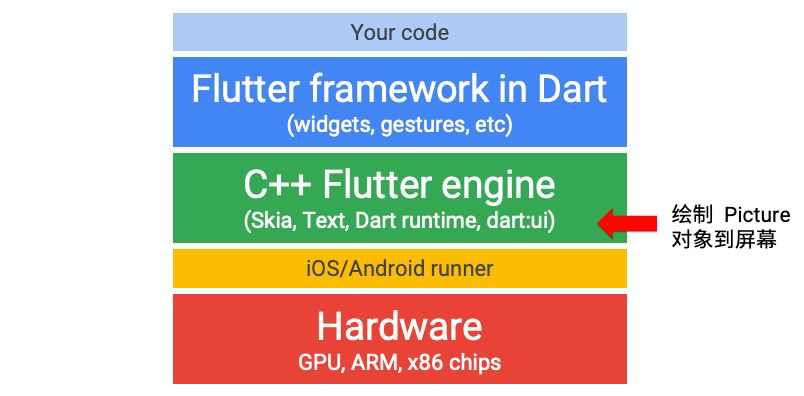 Your code
Flutter framework in Dart
(widgets, gestures, etc)
C++ Flutter engine
(Skia, Text, Dart runtime, dart:ui)
绘制 Picture
对象到屏幕
iOS/Android runner
Hardware
GPU, ARM, x86 chips